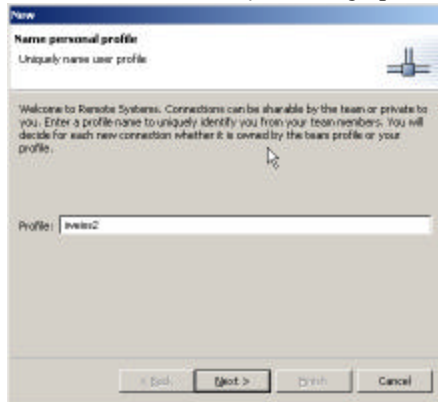 New
Name personal profile
Uniquely name user profile
Welcome to Remote Systems. Connections can be sharable by the team or private to
you. Enter a profile name to uniquely identify you from your team members. You will
decide for each new connection whether it is owned by the team profile or your
profile.
Profile:
< Back
Next >
Finish
Cancel